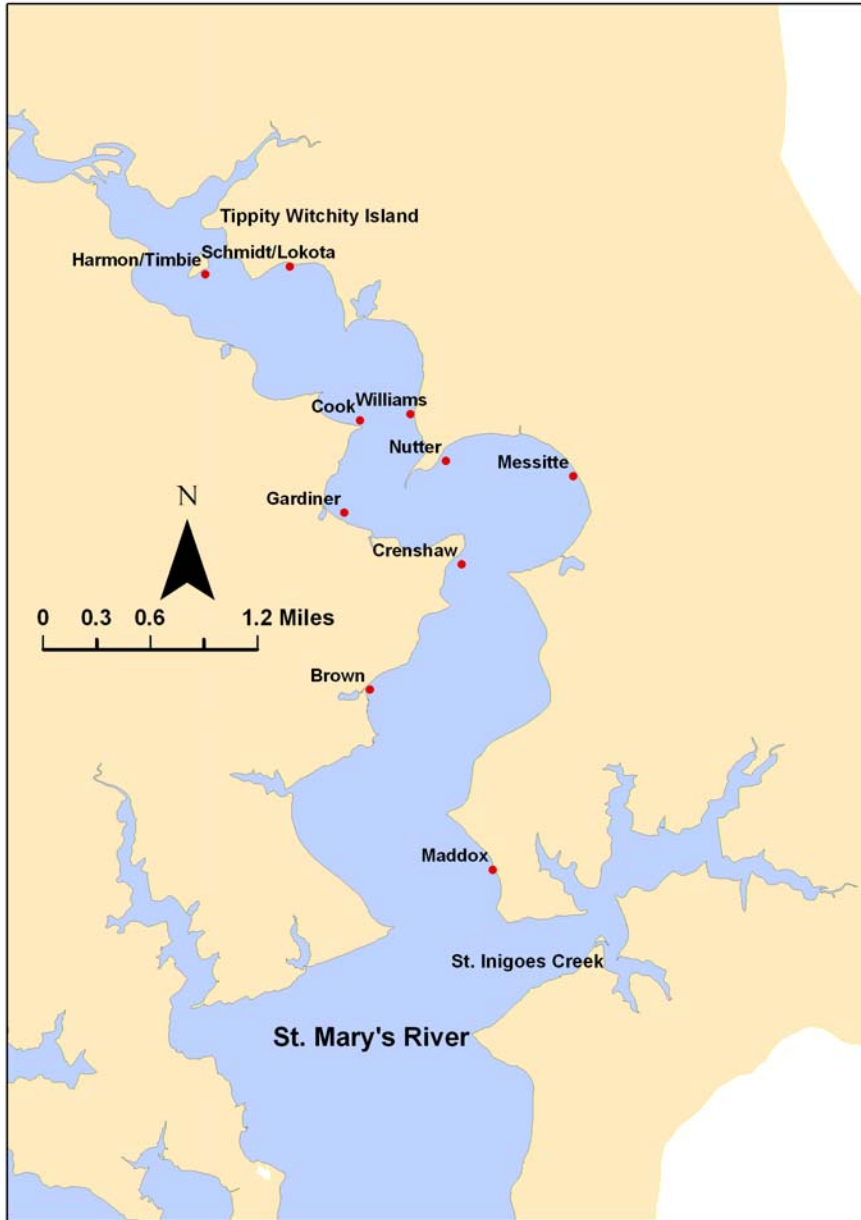 Tippity Witchity Island
Harmon/Timbie
Schmidt/Lokota
Cook
Williams
Nutter
Messitte
Gardiner
N
Crenshaw
0 0.3 0.6 1.2 Miles
Brown
Maddox
St. Inigoes Creek
St. Mary's River